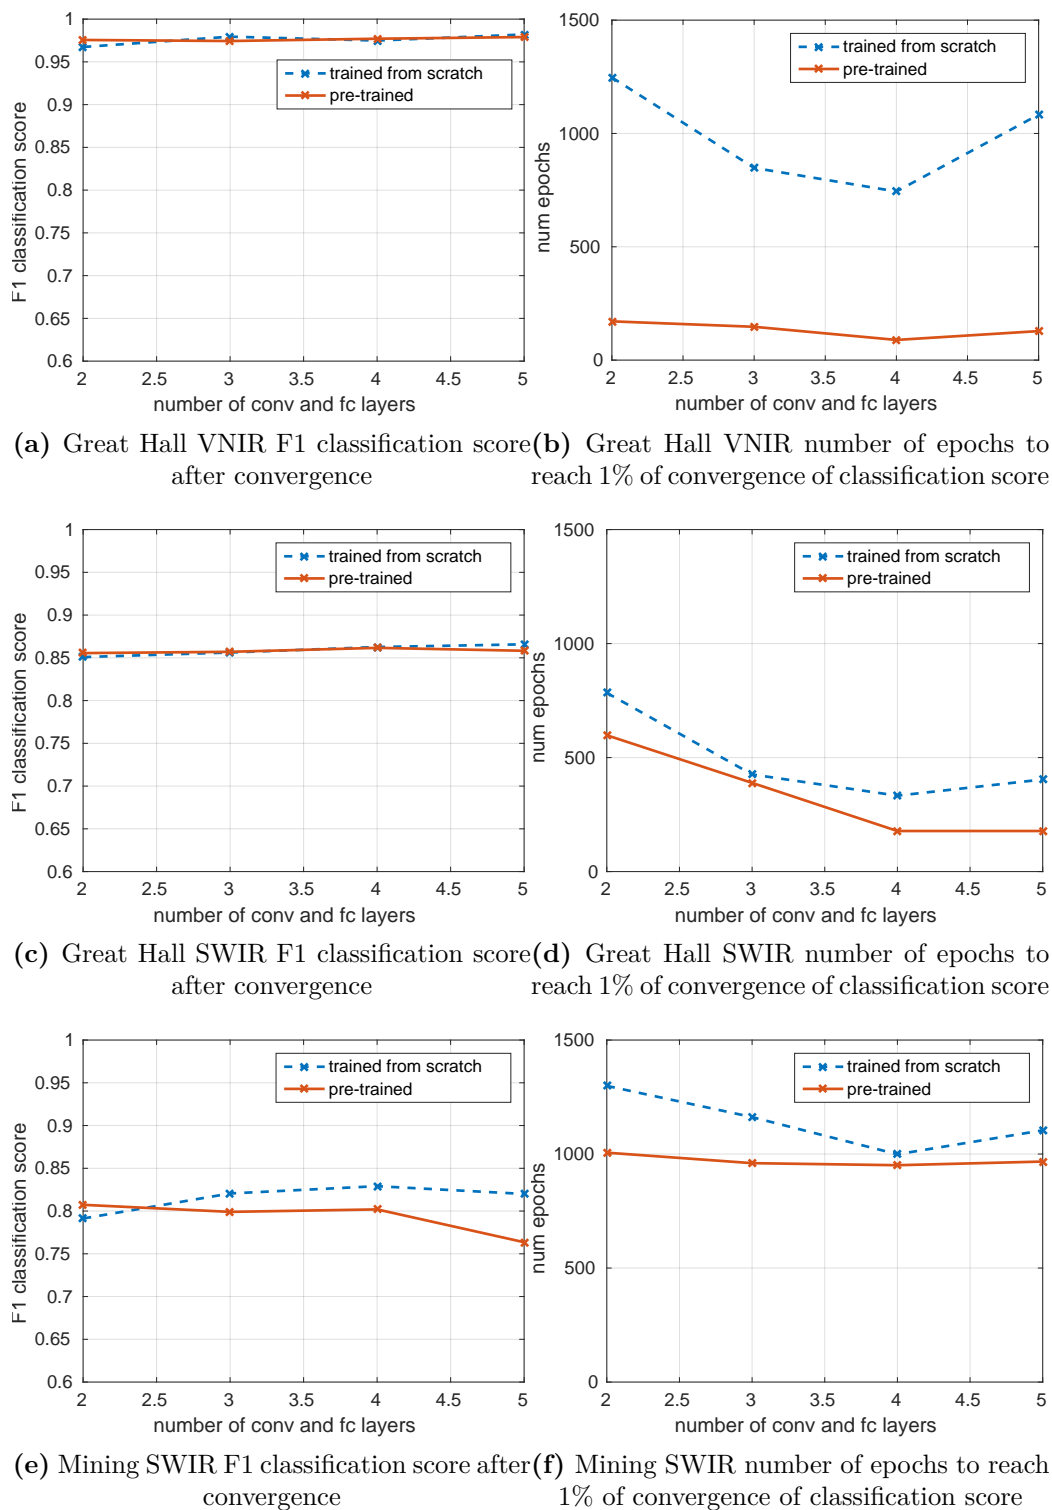 1
0.95
0.9
0.85
0.8
0.75
0.7
0.65
0.6
F1 classification score
trained from scratch
pre-trained
2 2.5 3 3.5 4 4.5 5
number of conv and fc layers
(a) Great Hall VNIR F1 classification score
after convergence
1500
1000
500
0
num epochs
trained from scratch
pre-trained
2 2.5 3 3.5 4 4.5 5
number of conv and fc layers
(b) Great Hall VNIR number of epochs to
reach 1% of convergence of classification score
1
0.95
0.9
0.85
0.8
0.75
0.7
0.65
0.6
F1 classification score
trained from scratch
pre-trained
2 2.5 3 3.5 4 4.5 5
number of conv and fc layers
(c) Great Hall SWIR F1 classification score
after convergence
1500
1000
500
0
num epochs
trained from scratch
pre-trained
2 2.5 3 3.5 4 4.5 5
number of conv and fc layers
(d) Great Hall SWIR number of epochs to
reach 1% of convergence of classification score
1
0.95
0.9
0.85
0.8
0.75
0.7
0.65
0.6
F1 classification score
trained from scratch
pre-trained
2 2.5 3 3.5 4 4.5 5
number of conv and fc layers
(e) Mining SWIR F1 classification score after
convergence
1500
1000
500
0
num epochs
trained from scratch
pre-trained
2 2.5 3 3.5 4 4.5 5
number of conv and fc layers
(f) Mining SWIR number of epochs to reach
1% of convergence of classification score